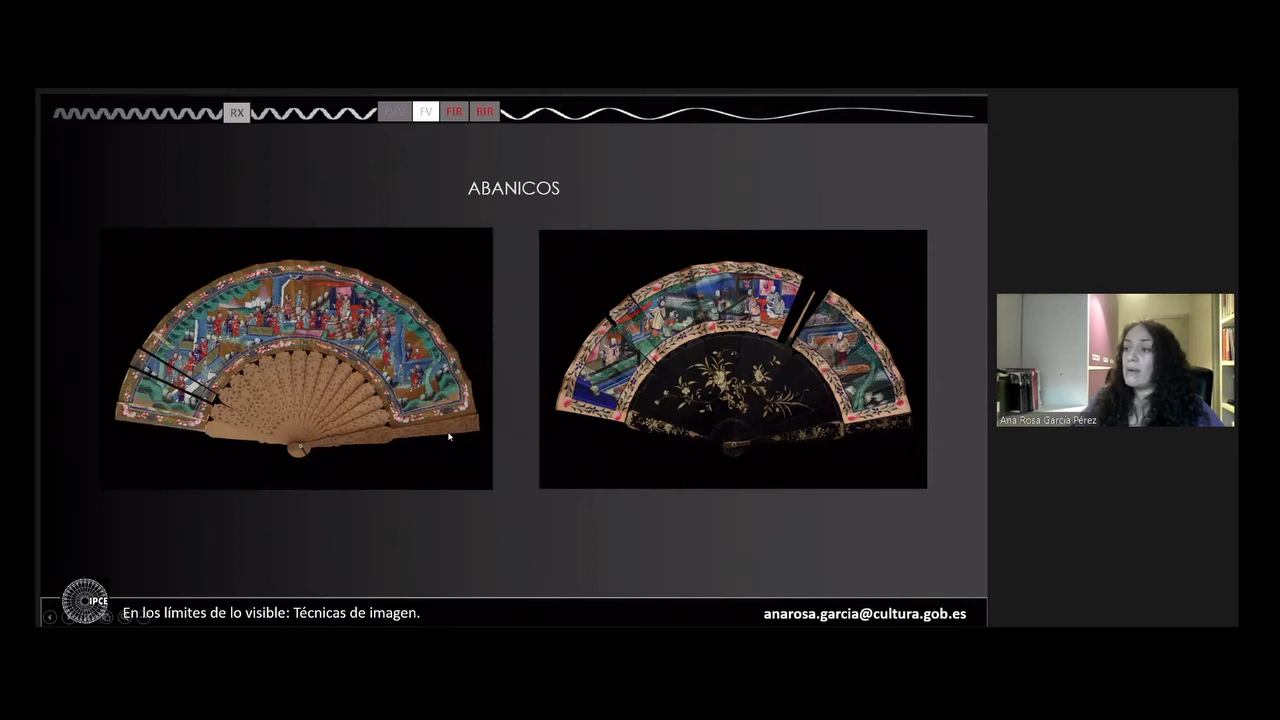 RX
FV
FIR
RIR
ABANICOS
Ana Rosa García Pérez
IPCE
En los límites de lo visible: Técnicas de imagen.
anarosa.garcia@cultura.gob.es